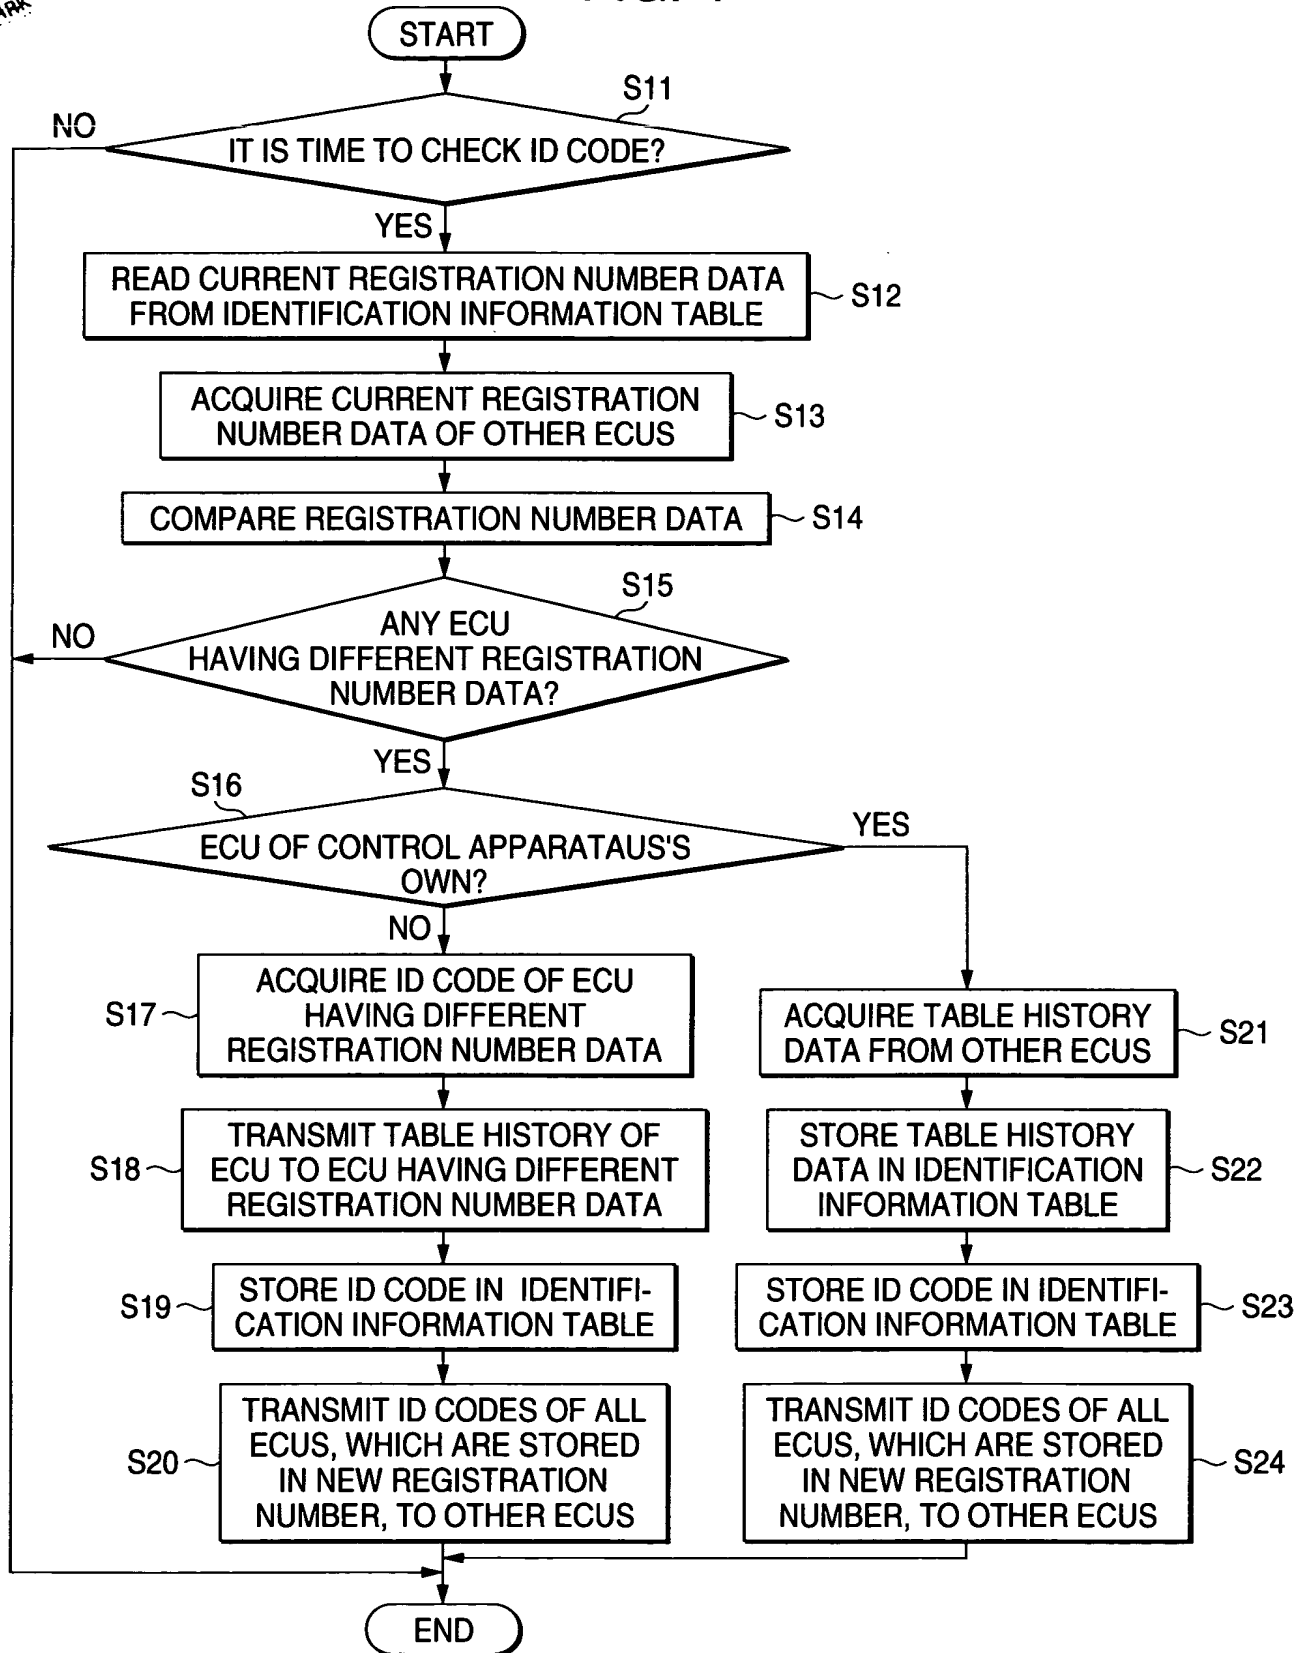 START
S11
NO
IT IS TIME TO CHECK ID CODE?
YES
READ CURRENT REGISTRATION NUMBER DATA
FROM IDENTIFICATION INFORMATION TABLE
S12
ACQUIRE CURRENT REGISTRATION
NUMBER DATA OF OTHER ECUS
S13
COMPARE REGISTRATION NUMBER DATA
S14
S15
NO
ANY ECU
HAVING DIFFERENT REGISTRATION
NUMBER DATA?
YES
S16
ECU OF CONTROL APPARATAUS'S
OWN?
YES
NO
S17
ACQUIRE ID CODE OF ECU
HAVING DIFFERENT
REGISTRATION NUMBER DATA
ACQUIRE TABLE HISTORY
DATA FROM OTHER ECUS
S21
S18
TRANSMIT TABLE HISTORY OF
ECU TO ECU HAVING DIFFERENT
REGISTRATION NUMBER DATA
STORE TABLE HISTORY
DATA IN IDENTIFICATION
INFORMATION TABLE
S22
S19
STORE ID CODE IN IDENTIFI-
CATION INFORMATION TABLE
STORE ID CODE IN IDENTIFI-
CATION INFORMATION TABLE
S23
S20
TRANSMIT ID CODES OF ALL
ECUS, WHICH ARE STORED
IN NEW REGISTRATION
NUMBER, TO OTHER ECUS
TRANSMIT ID CODES OF ALL
ECUS, WHICH ARE STORED
IN NEW REGISTRATION
NUMBER, TO OTHER ECUS
S24
END